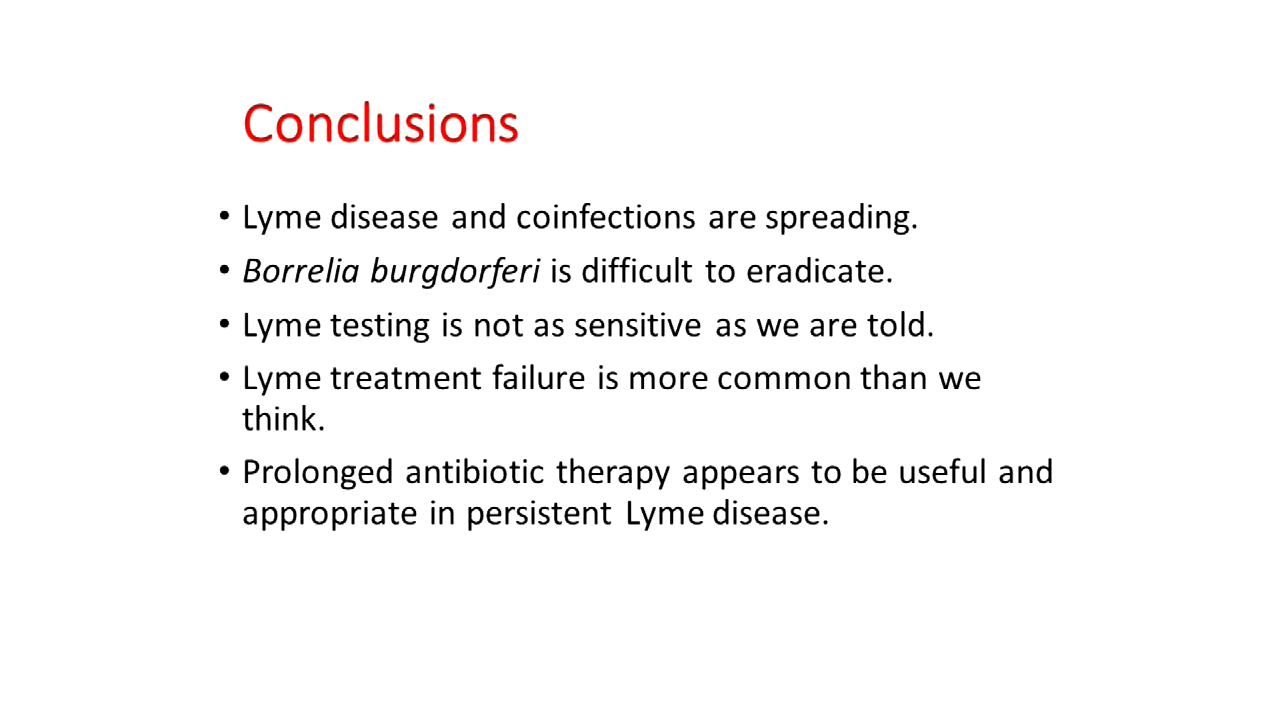 Conclusions
• Lyme disease and coinfections are spreading.
• Borrelia burgdorferi is difficult to eradicate.
• Lyme testing is not as sensitive as we are told.
• Lyme treatment failure is more common than we
think.
• Prolonged antibiotic therapy appears to be useful and
appropriate in persistent Lyme disease.